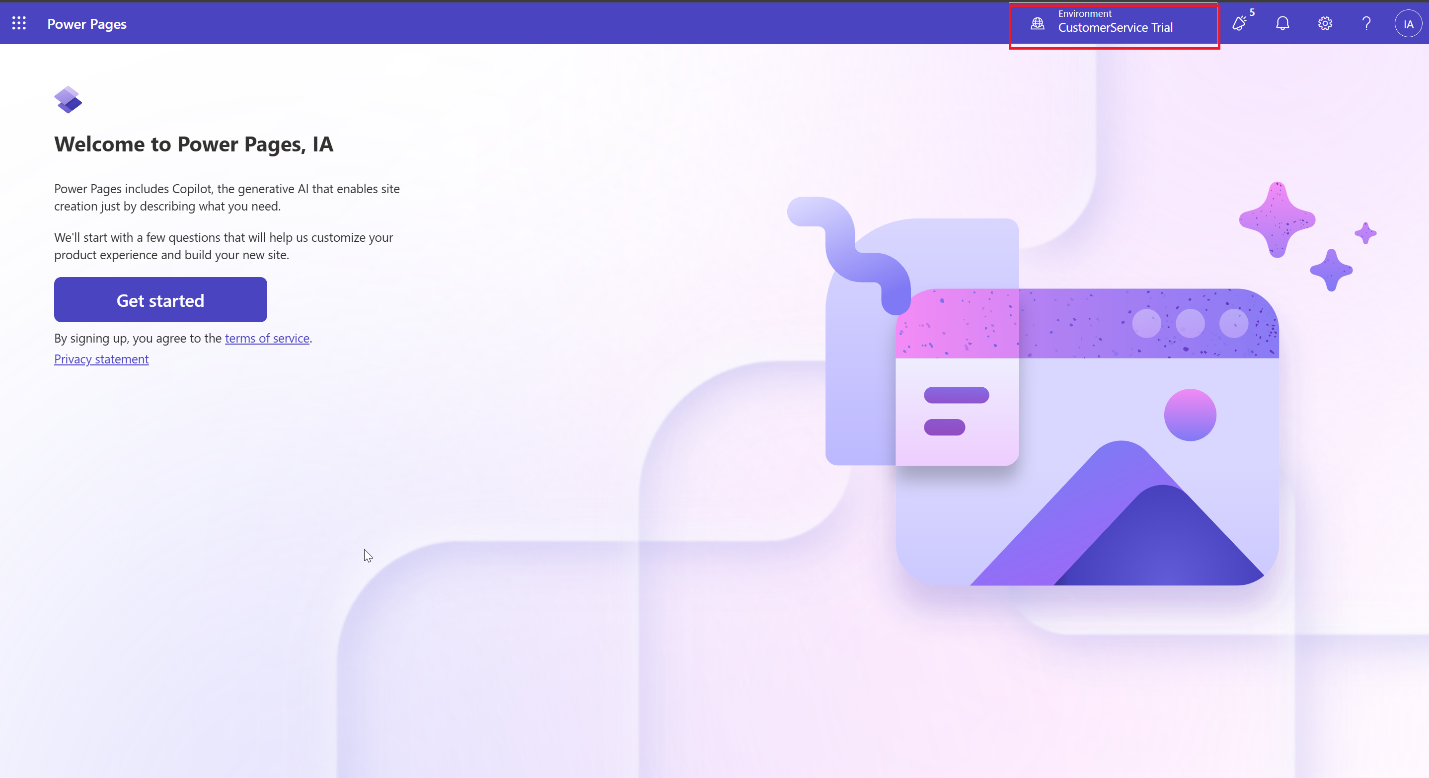 Power Pages
Environment
CustomerService Trial
5
?
IA
Welcome to Power Pages, IA
Power Pages includes Copilot, the generative AI that enables site
creation just by describing what you need.
We'll start with a few questions that will help us customize your
product experience and build your new site.
Get started
By signing up, you agree to the terms of service.
Privacy statement